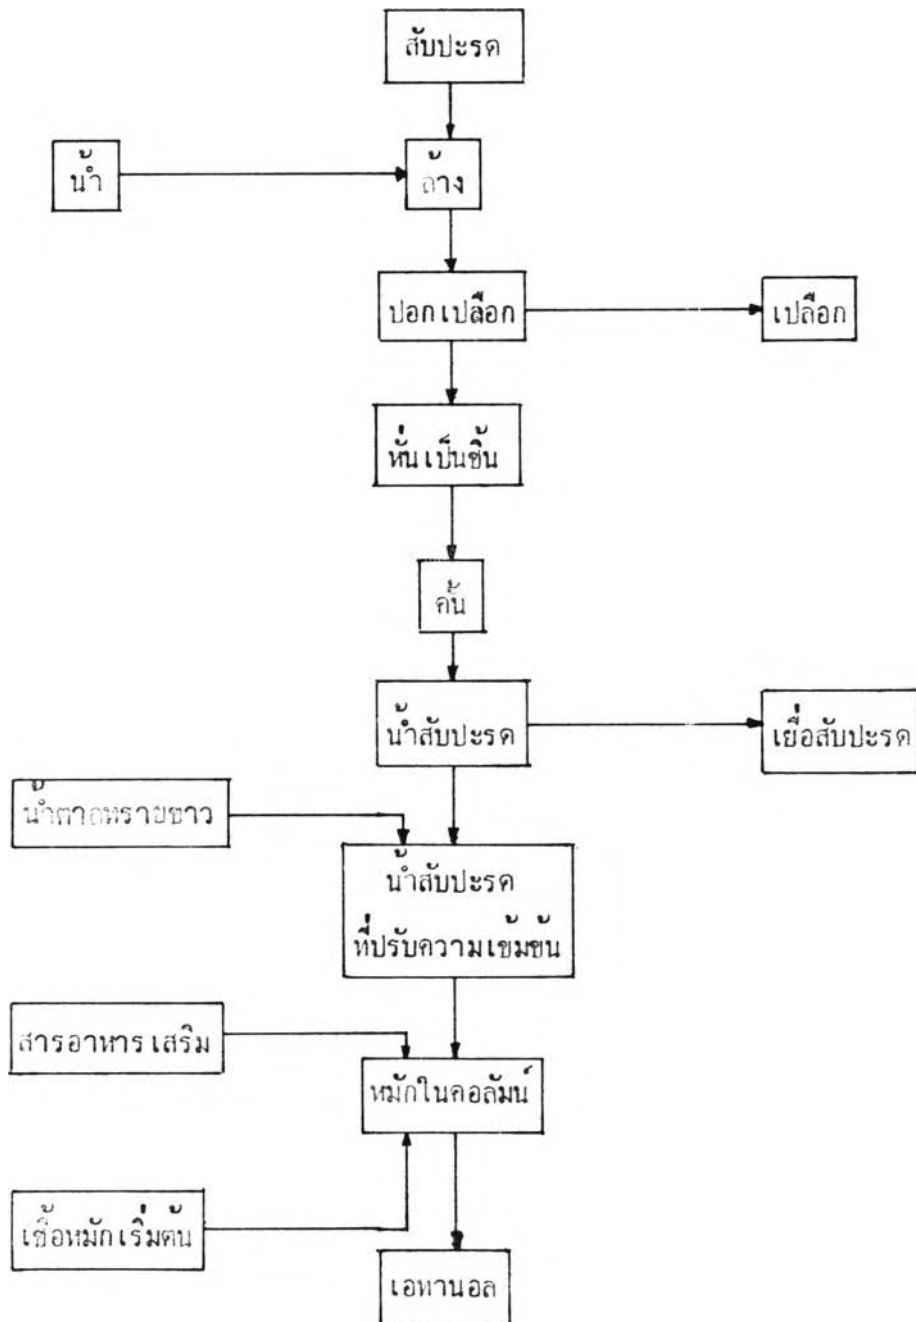 สับปะรด
น้ำ
ล้าง
ปอกเปลือก
เปลือก
หั่นเป็นชิ้น
คั้น
น้ำสับปะรด
เยื่อสับปะรด
น้ำตาลทรายขาว
น้ำสับปะรด
ที่ปรับความเข้มข้น
สารอาหารเสริม
หมักในคอลัมน์
เชื้อหมักเริ่มต้น
เอทานอล